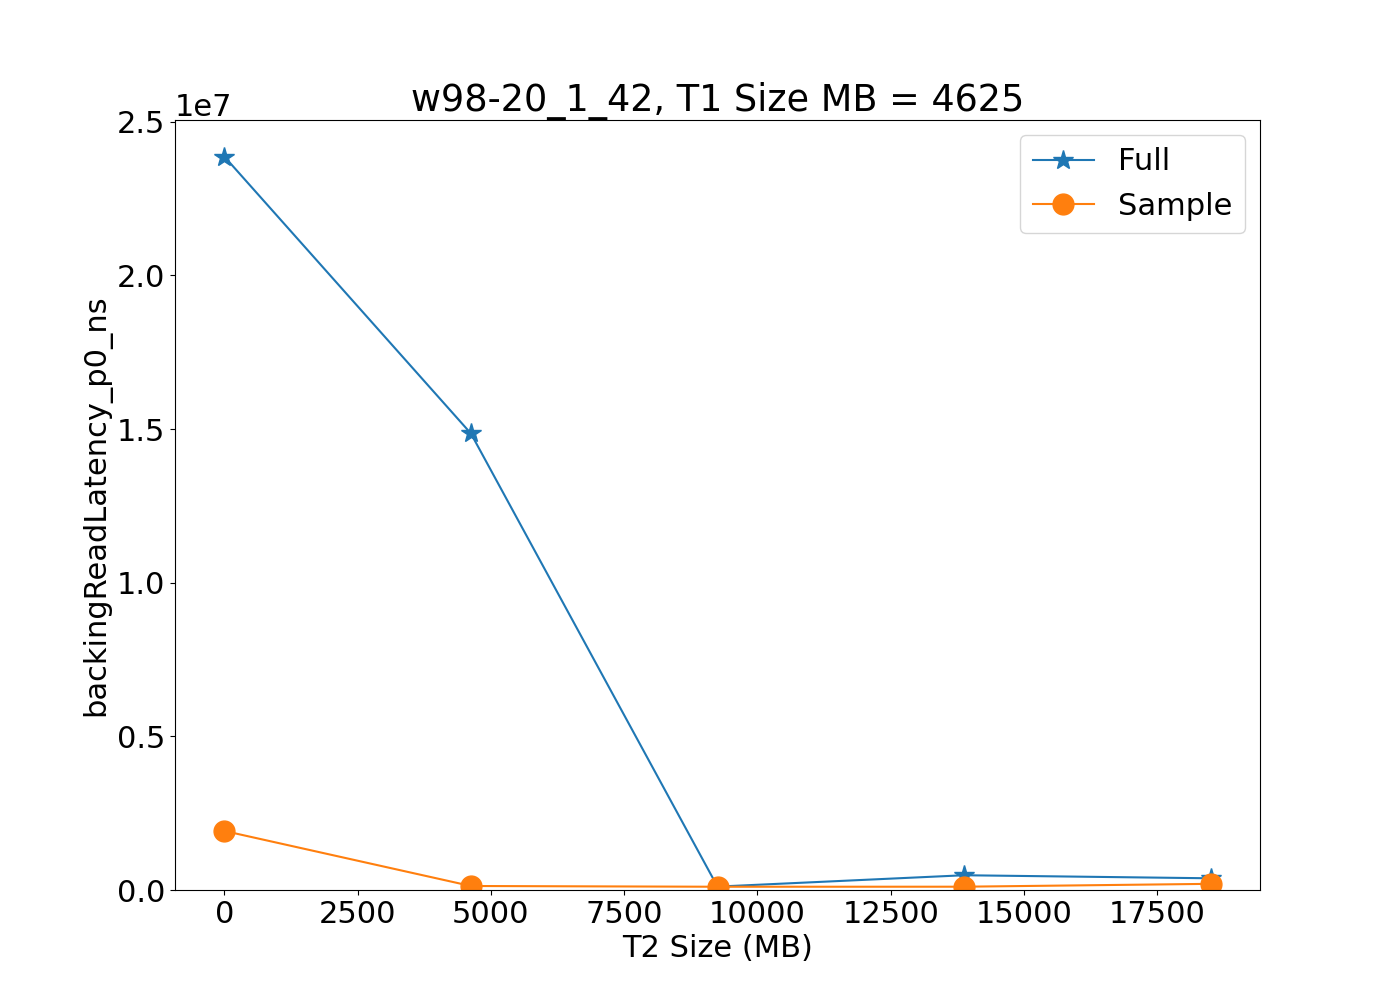 w98-20_1_42, T1 Size MB = 4625
1e7
2.5
2.0
1.5
1.0
0.5
0.0
backingReadLatency_p0_ns
Full
Sample
0 2500 5000 7500 10000 12500 15000 17500
T2 Size (MB)